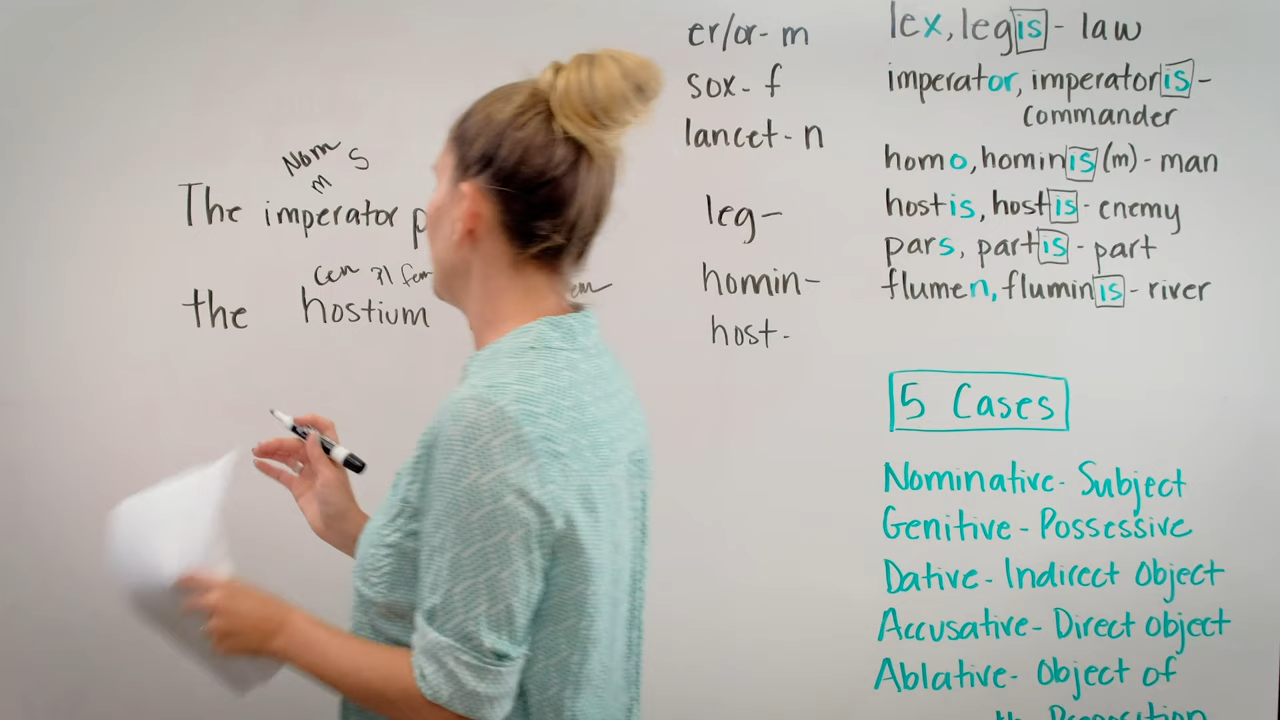 Nom S
m
The imperator p
Gen Pl fem
the hostium
er/or- m
sox- f
lancet- n
leg-
homin-
host-
lex, legis - law
imperator, imperatoris -
commander
homo, hominis (m) - man
hostis, hostis - enemy
pars, partis - part
flumen, fluminis - river
5 Cases
Nominative- Subject
Genitive - Possessive
Dative- Indirect Object
Accusative- Direct object
Ablative- Object of